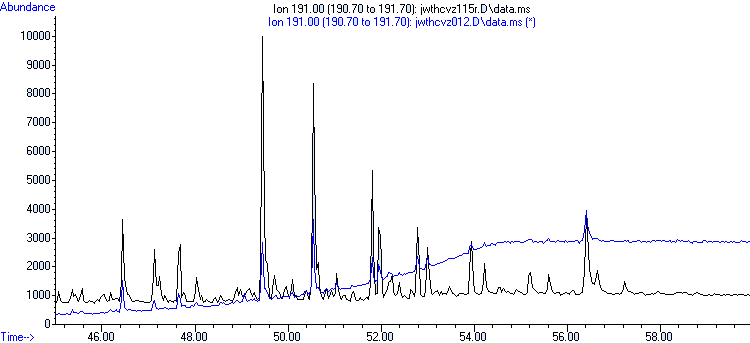 Abundance
Ion 191.00 (190.70 to 191.70): jwthcvz115r.D\data.ms
Ion 191.00 (190.70 to 191.70): jwthcvz012.D\data.ms (*)
10000
9000
8000
7000
6000
5000
4000
3000
2000
1000
0
46.00 48.00 50.00 52.00 54.00 56.00 58.00
Time-->